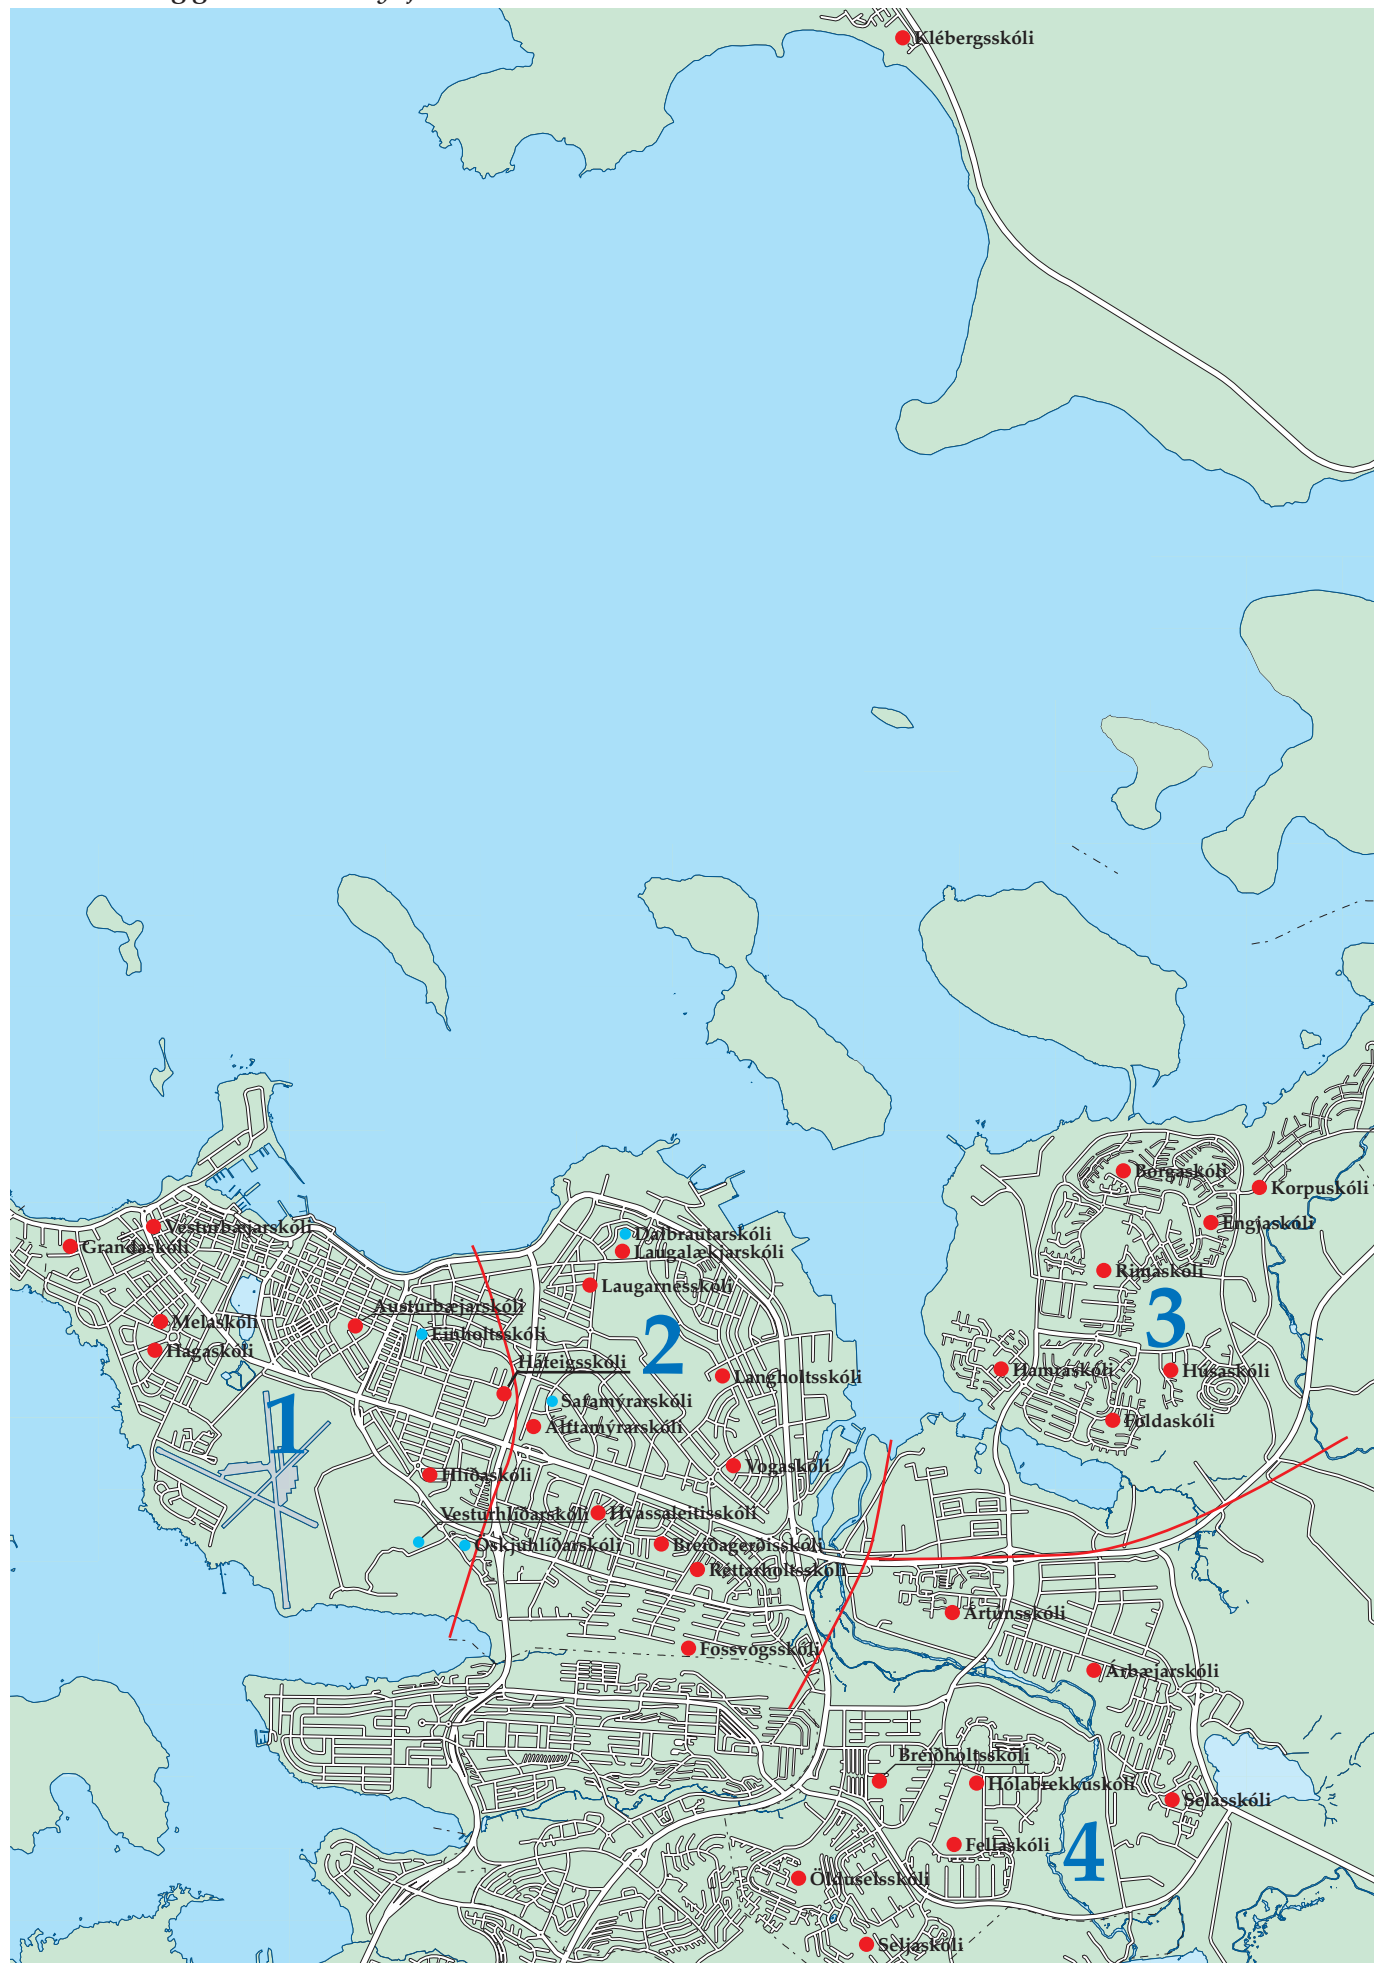 Klébergsskóli
Borgaskóli
Korpuskóli
Engjaskóli
Vesturbæjarskóli
Dalbrautarskóli
Grandaskóli
Laugalækjarskóli
Rimaskóli
Laugarnesskóli
Austurbæjarskóli
Melaskóli
Einholtsskóli
2
3
Hagaskóli
Háteigsskóli
Hamraskóli
Húsaskóli
Langholtsskóli
Safamýrarskóli
Foldaskóli
1
Álftamýrarskóli
Vogaskóli
Hlíðaskóli
Vesturhlíðarskóli
Hvassaleitisskóli
Öskjuhlíðarskóli
Breiðagerðisskóli
Réttarholtsskóli
Ártúnsskóli
Fossvogsskóli
Árbæjarskóli
Breiðholtsskóli
Hólabrekkuskóli
Selásskóli
Fellaskóli
4
Ölduselsskóli
Seljaskóli